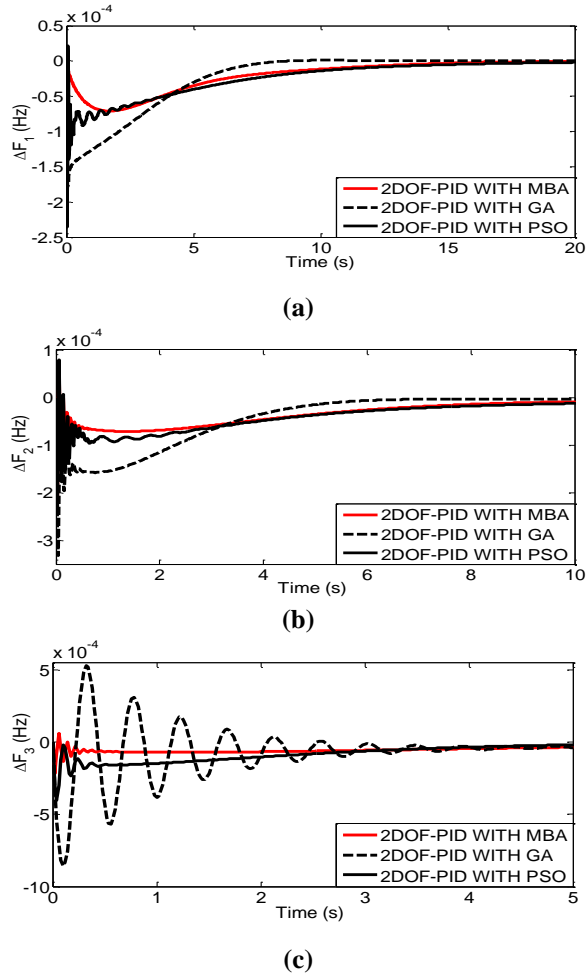 x 10⁻⁴
0.5
0
-0.5
-1
-1.5
-2
-2.5
ΔF₁ (Hz)
2DOF-PID WITH MBA
2DOF-PID WITH GA
2DOF-PID WITH PSO
0 5 10 15 20
Time (s)
(a)
x 10⁻⁴
1
0
-1
-2
-3
ΔF₂ (Hz)
2DOF-PID WITH MBA
2DOF-PID WITH GA
2DOF-PID WITH PSO
0 2 4 6 8 10
Time (s)
(b)
x 10⁻⁴
5
0
-5
-10
ΔF₃ (Hz)
2DOF-PID WITH MBA
2DOF-PID WITH GA
2DOF-PID WITH PSO
0 1 2 3 4 5
Time (s)
(c)